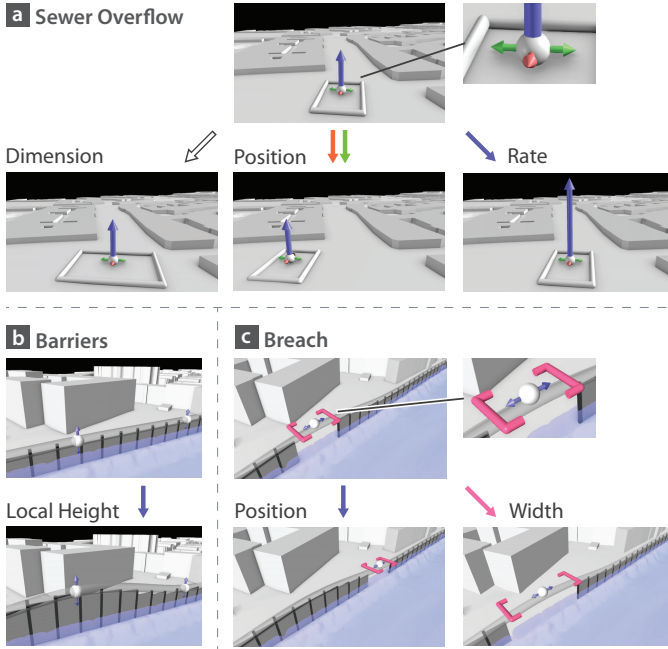 a Sewer Overflow
Dimension
Position
Rate
b Barriers
c Breach
Local Height
Position
Width